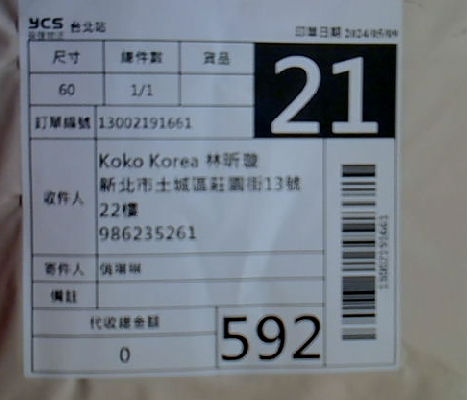 YCS 台北站
訂單日期 2024/05/09
尺寸 總件數 貨品
60 1/1
21
訂單編號 13002191661
收件人
Koko Korea 林昕璇
新北市土城區莊園街13號
22樓
986235261
寄件人
備註
代收總金額
0
592
13002191661